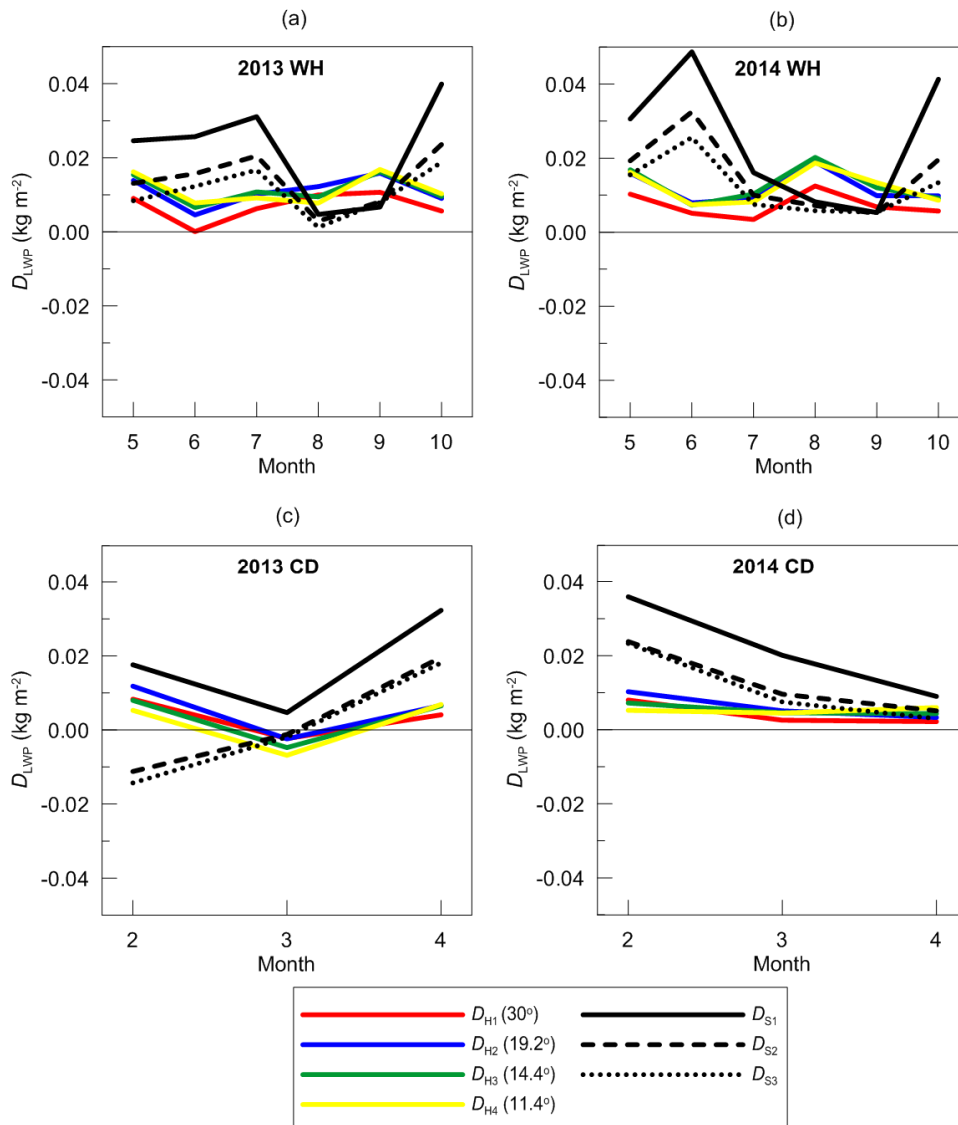 (a)
2013 WH
0.04
0.02
0.00
-0.02
-0.04
D_LWP (kg m⁻²)
5 6 7 8 9 10
Month
(b)
2014 WH
0.04
0.02
0.00
-0.02
-0.04
D_LWP (kg m⁻²)
5 6 7 8 9 10
Month
(c)
2013 CD
0.04
0.02
0.00
-0.02
-0.04
D_LWP (kg m⁻²)
2 3 4
Month
(d)
2014 CD
0.04
0.02
0.00
-0.02
-0.04
D_LWP (kg m⁻²)
2 3 4
Month
D_H1 (30°)
D_H2 (19.2°)
D_H3 (14.4°)
D_H4 (11.4°)
D_S1
D_S2
D_S3